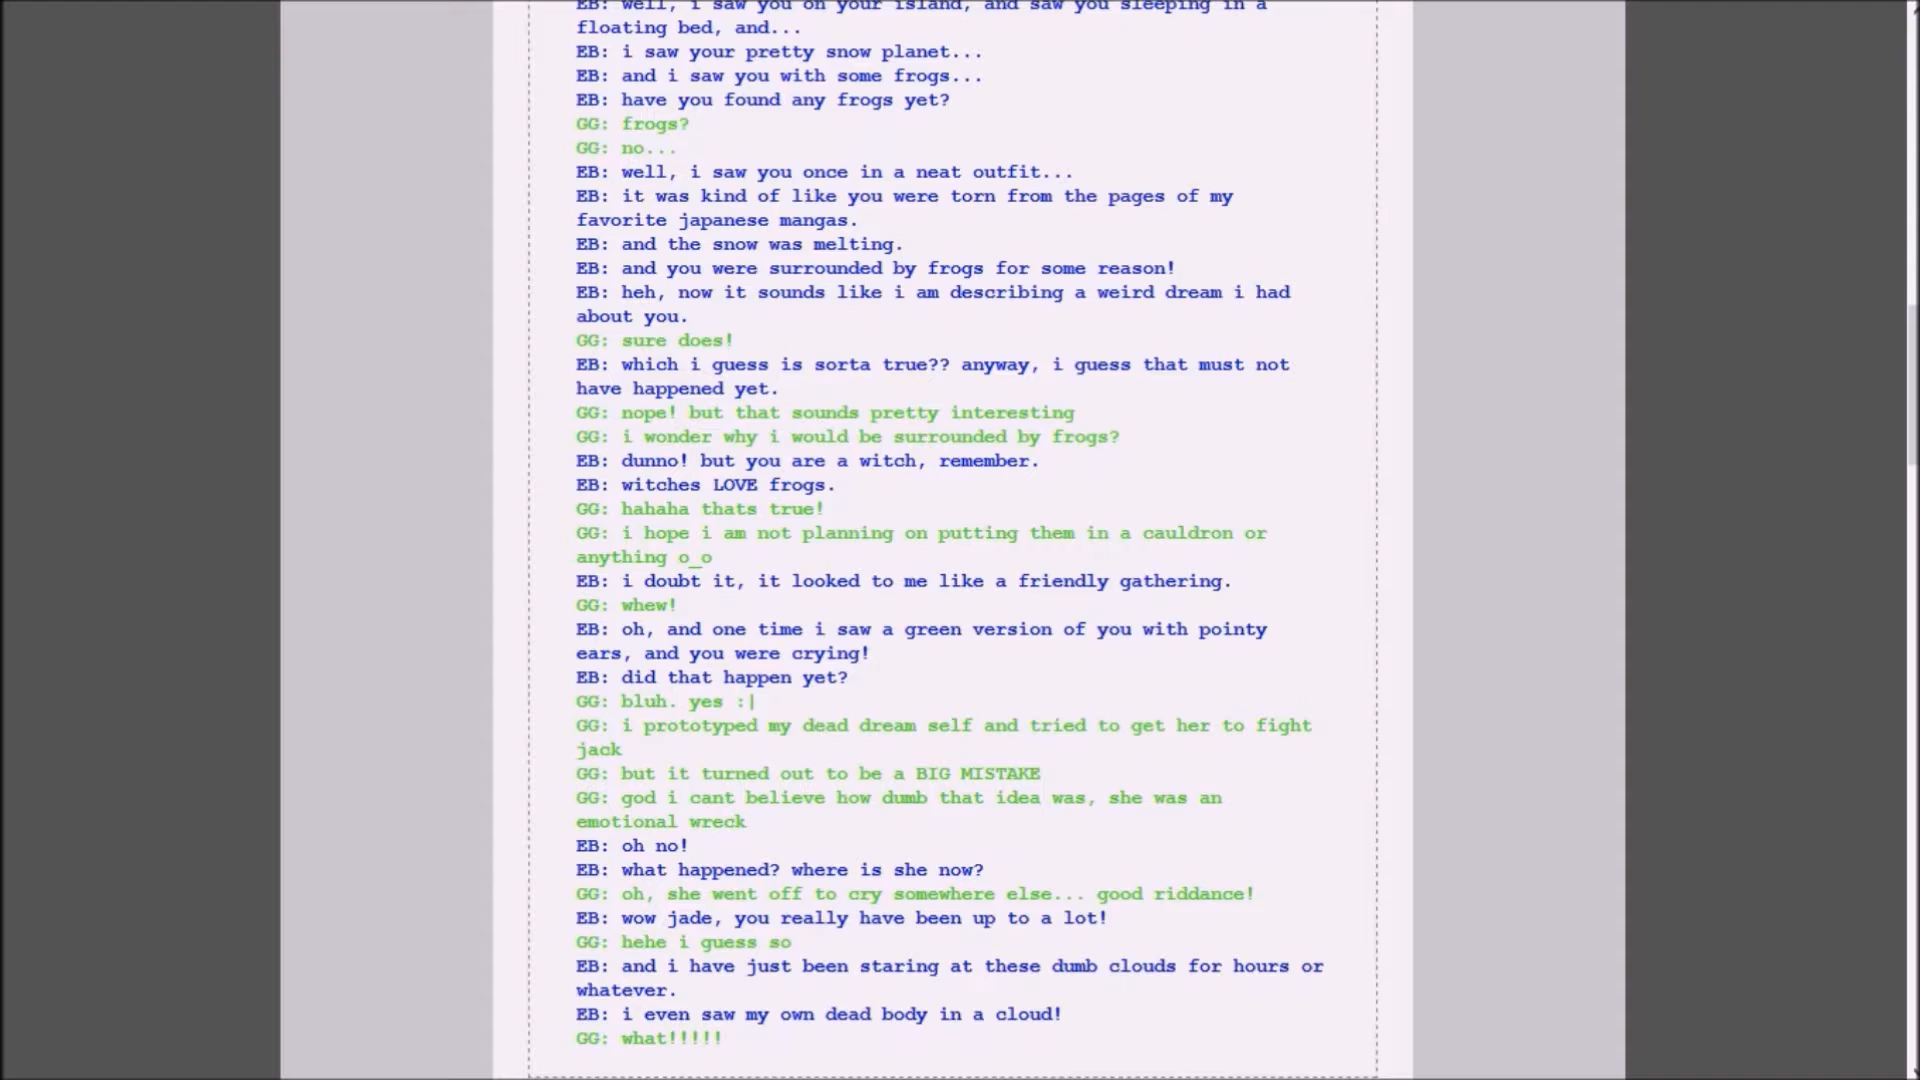 EB: well, i saw you on your island, and saw you sleeping in a
floating bed, and...
EB: i saw your pretty snow planet...
EB: and i saw you with some frogs...
EB: have you found any frogs yet?
GG: frogs?
GG: no...
EB: well, i saw you once in a neat outfit...
EB: it was kind of like you were torn from the pages of my
favorite japanese mangas.
EB: and the snow was melting.
EB: and you were surrounded by frogs for some reason!
EB: heh, now it sounds like i am describing a weird dream i had
about you.
GG: sure does!
EB: which i guess is sorta true?? anyway, i guess that must not
have happened yet.
GG: nope! but that sounds pretty interesting
GG: i wonder why i would be surrounded by frogs?
EB: dunno! but you are a witch, remember.
EB: witches LOVE frogs.
GG: hahaha thats true!
GG: i hope i am not planning on putting them in a cauldron or
anything o_o
EB: i doubt it, it looked to me like a friendly gathering.
GG: whew!
EB: oh, and one time i saw a green version of you with pointy
ears, and you were crying!
EB: did that happen yet?
GG: bluh. yes :|
GG: i prototyped my dead dream self and tried to get her to fight
jack
GG: but it turned out to be a BIG MISTAKE
GG: god i cant believe how dumb that idea was, she was an
emotional wreck
EB: oh no!
EB: what happened? where is she now?
GG: oh, she went off to cry somewhere else... good riddance!
EB: wow jade, you really have been up to a lot!
GG: hehe i guess so
EB: and i have just been staring at these dumb clouds for hours or
whatever.
EB: i even saw my own dead body in a cloud!
GG: what!!!!!